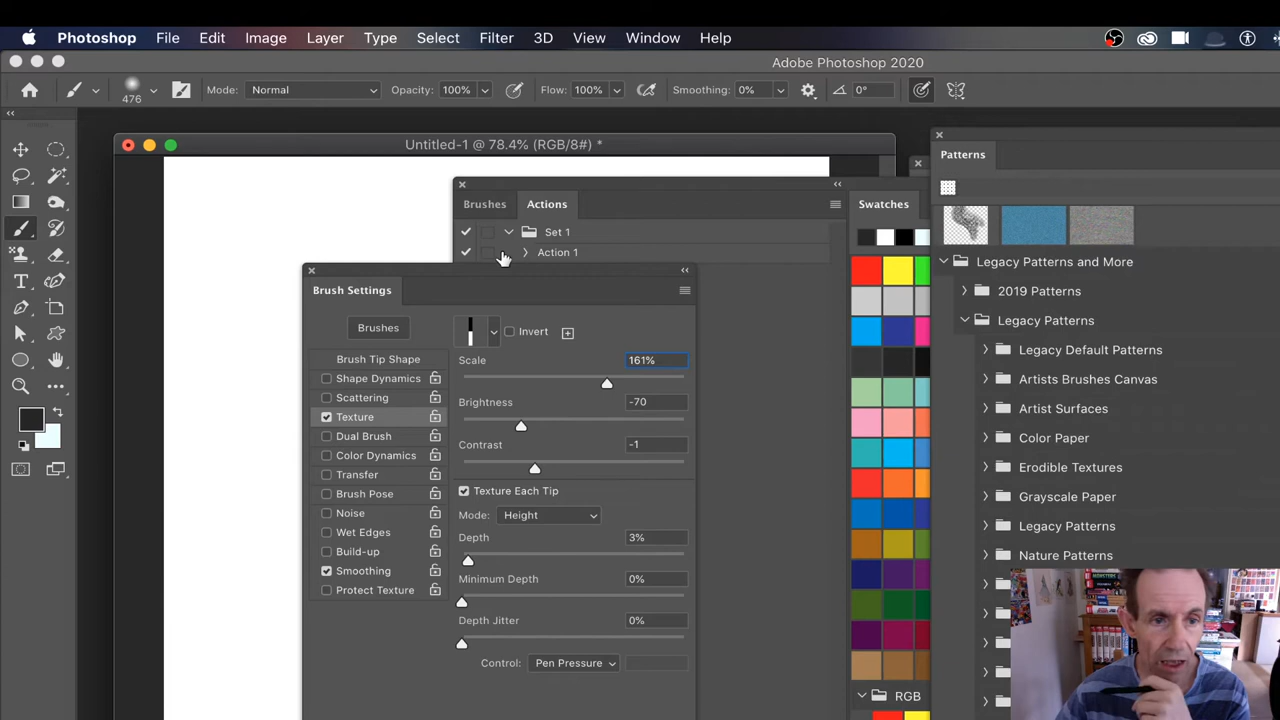 Photoshop File Edit Image Layer Type Select Filter 3D View Window Help
Adobe Photoshop 2020
476 Mode: Normal Opacity: 100% Flow: 100% Smoothing: 0% 0°
Untitled-1 @ 78.4% (RGB/8#) *
Patterns
Brushes Actions
Swatches
Set 1
Action 1
Legacy Patterns and More
2019 Patterns
Legacy Patterns
Legacy Default Patterns
Artists Brushes Canvas
Artist Surfaces
Color Paper
Erodible Textures
Grayscale Paper
Legacy Patterns
Nature Patterns
RGB
Brush Settings
Brushes
Invert
Brush Tip Shape
Shape Dynamics
Scattering
Texture
Dual Brush
Color Dynamics
Transfer
Brush Pose
Noise
Wet Edges
Build-up
Smoothing
Protect Texture
Scale 161%
Brightness -70
Contrast -1
Texture Each Tip
Mode: Height
Depth 3%
Minimum Depth 0%
Depth Jitter 0%
Control: Pen Pressure